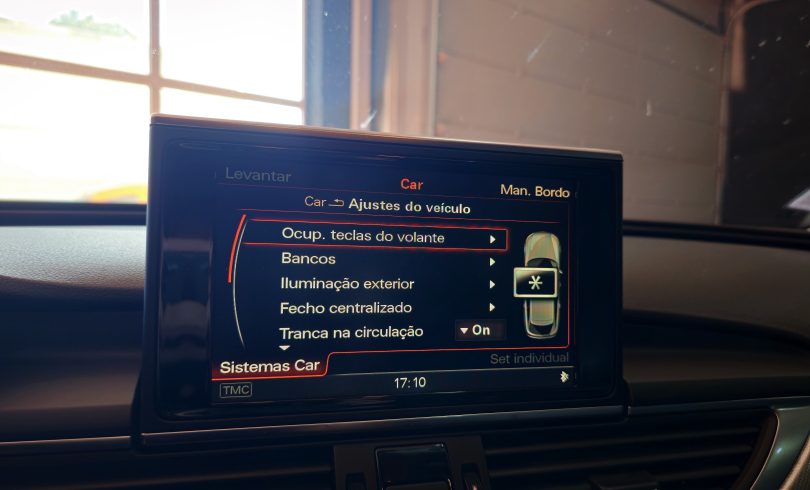 Levantar
Car
Man. Bordo
Car Ajustes do veículo
Ocup. teclas do volante
Bancos
Iluminação exterior
Fecho centralizado
Tranca na circulação
On
Sistemas Car
Set individual
TMC
17:10